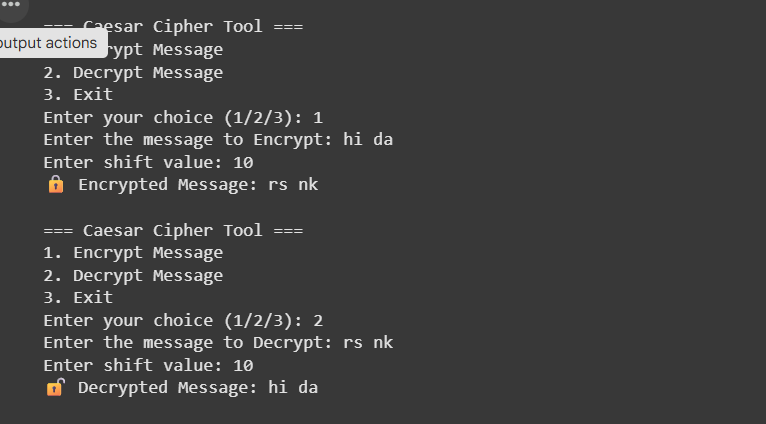 === Caesar Cipher Tool ===
output actions
rypt Message
2. Decrypt Message
3. Exit
Enter your choice (1/2/3): 1
Enter the message to Encrypt: hi da
Enter shift value: 10
🔒 Encrypted Message: rs nk
=== Caesar Cipher Tool ===
1. Encrypt Message
2. Decrypt Message
3. Exit
Enter your choice (1/2/3): 2
Enter the message to Decrypt: rs nk
Enter shift value: 10
🔓 Decrypted Message: hi da